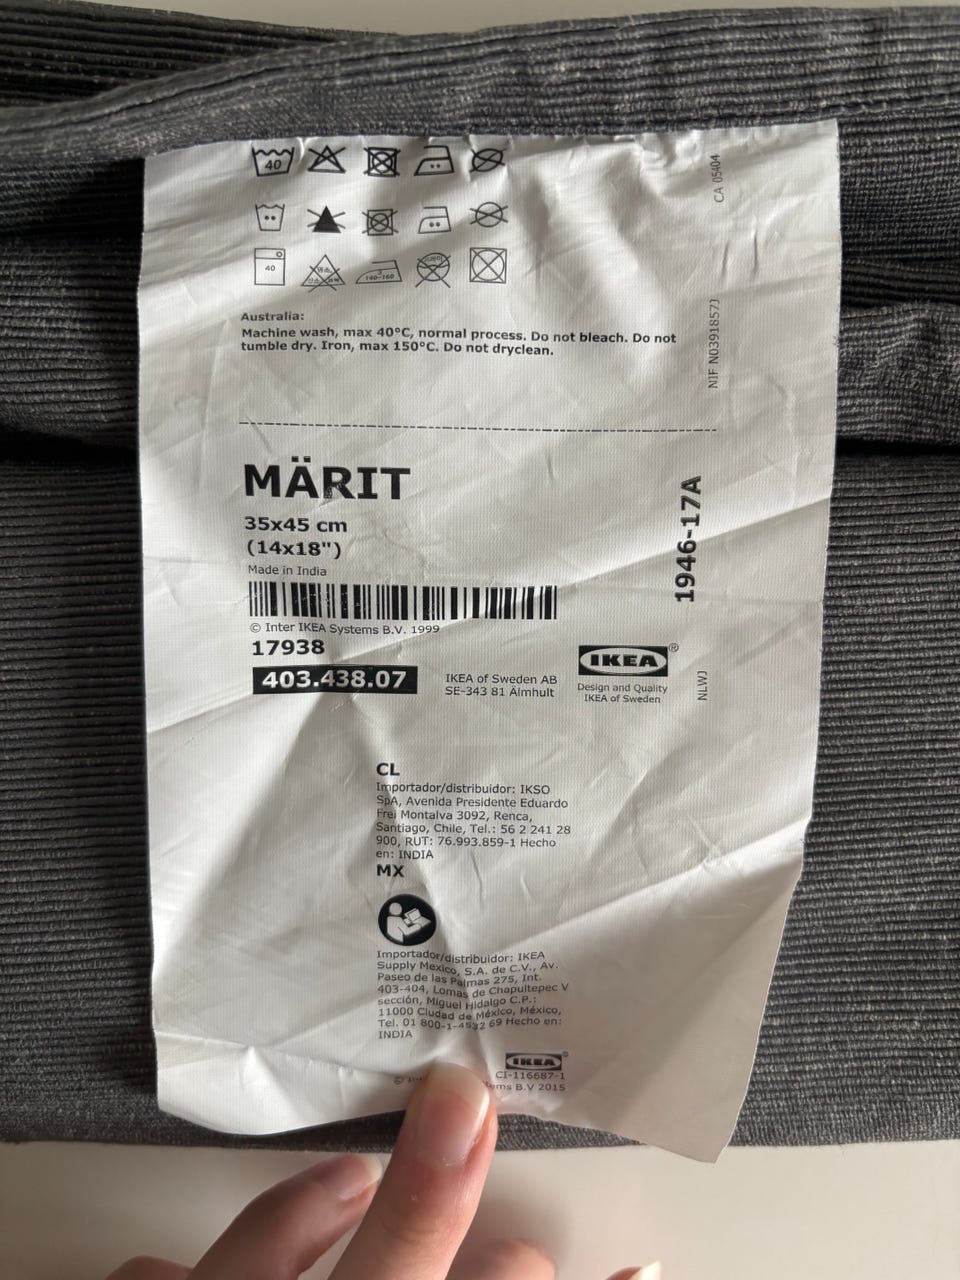 40
40
140-160
CA 05404
Australia:
Machine wash, max 40°C, normal process. Do not bleach. Do not
tumble dry. Iron, max 150°C. Do not dryclean.
NIF N0391857J
MÄRIT
35x45 cm
(14x18")
Made in India
1946-17A
© Inter IKEA Systems B.V. 1999
17938
403.438.07
IKEA of Sweden AB
SE-343 81 Älmhult
IKEA®
Design and Quality
IKEA of Sweden
NLWJ
CL
Importador/distribuidor: IKSO
SpA, Avenida Presidente Eduardo
Frei Montalva 3092, Renca,
Santiago, Chile, Tel.: 56 2 241 28
900, RUT: 76.993.859-1 Hecho
en: INDIA
MX
Importador/distribuidor: IKEA
Supply Mexico, S.A. de C.V., Av.
Paseo de las Palmas 275, Int.
403-404, Lomas de Chapultepec V
sección, Miguel Hidalgo C.P.:
11000 Ciudad de México, México,
Tel. 01 800-1-4532 69 Hecho en:
INDIA
IKEA®
CI-116687-1
© B.V 2015